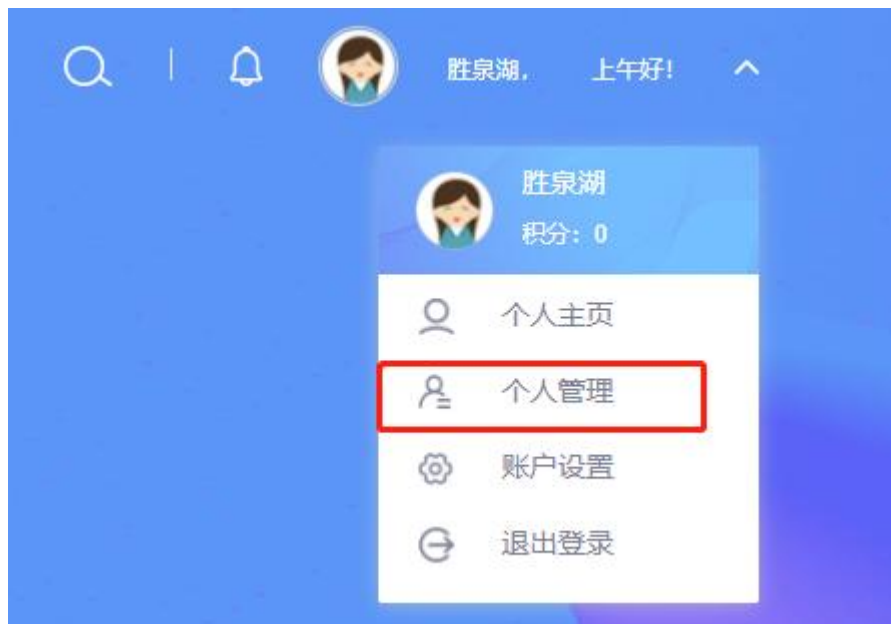 胜泉湖， 上午好!
胜泉湖
积分: 0
个人主页
个人管理
账户设置
退出登录